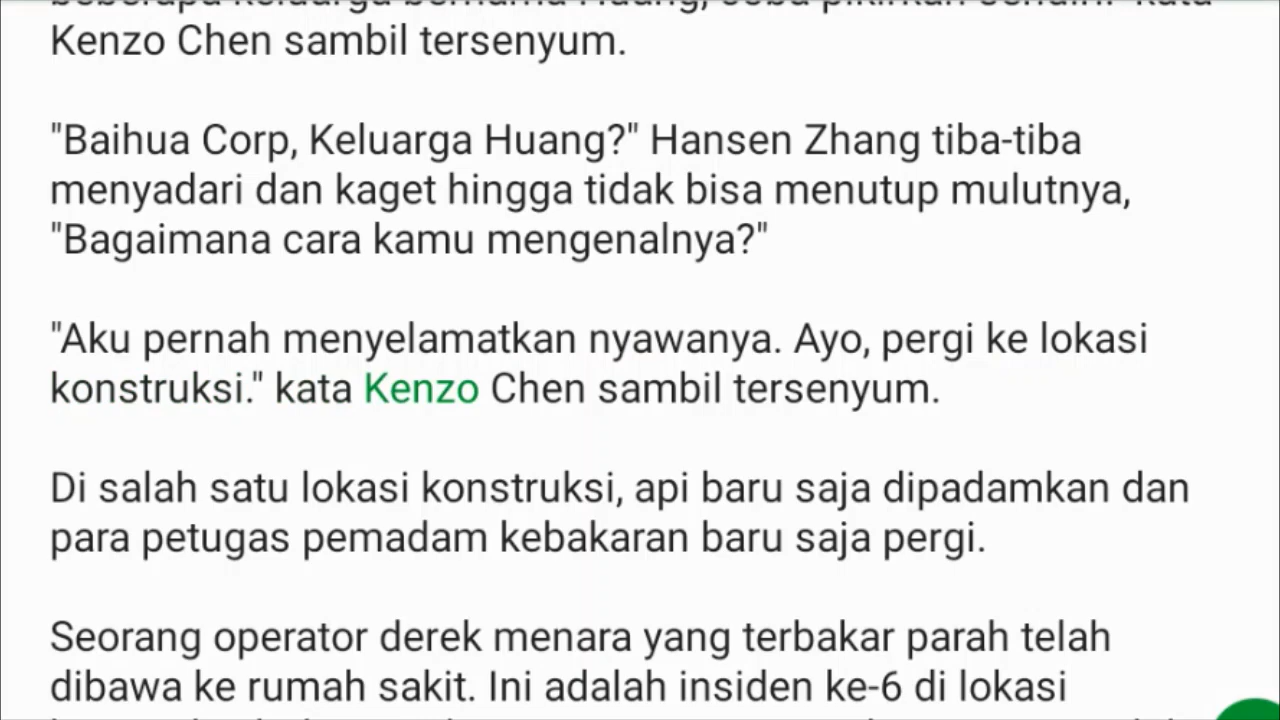 Kenzo Chen sambil tersenyum.
"Baihua Corp, Keluarga Huang?" Hansen Zhang tiba-tiba
menyadari dan kaget hingga tidak bisa menutup mulutnya,
"Bagaimana cara kamu mengenalnya?"
"Aku pernah menyelamatkan nyawanya. Ayo, pergi ke lokasi
konstruksi." kata Kenzo Chen sambil tersenyum.
Di salah satu lokasi konstruksi, api baru saja dipadamkan dan
para petugas pemadam kebakaran baru saja pergi.
Seorang operator derek menara yang terbakar parah telah
dibawa ke rumah sakit. Ini adalah insiden ke-6 di lokasi